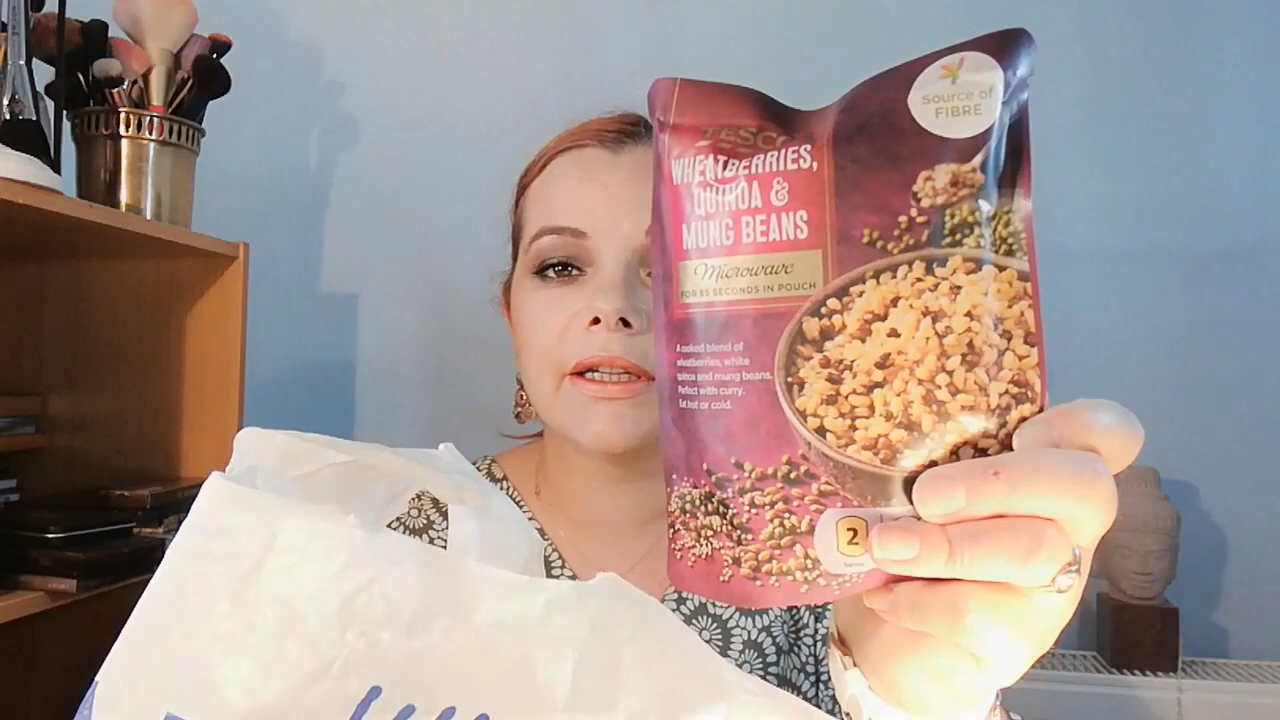 Source of
FIBRE
TESCO
WHEATBERRIES,
QUINOA &
MUNG BEANS
Microwave
FOR 85 SECONDS IN POUCH
A cooked blend of
wheatberries, white
quinoa and mung beans.
Perfect with curry.
Eat hot or cold.
2